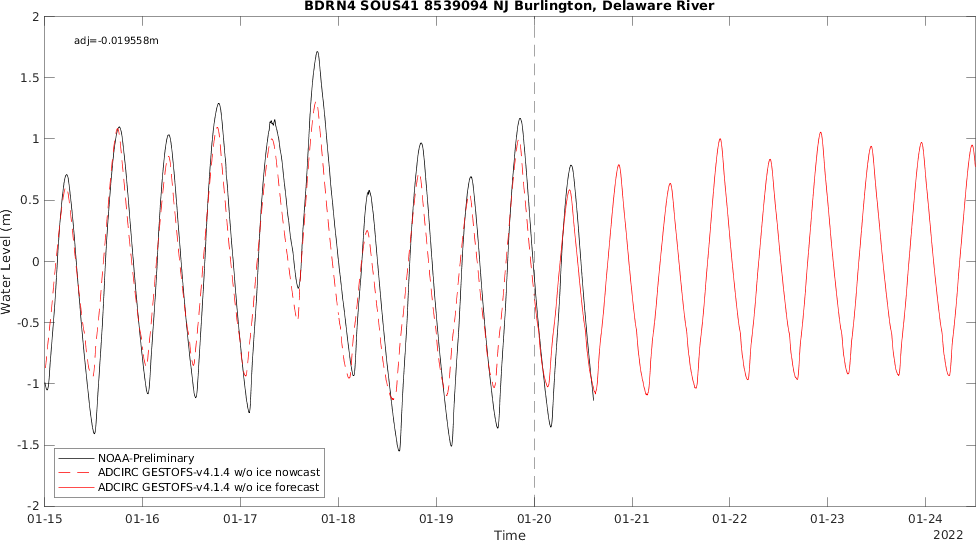 BDRN4 SOUS41 8539094 NJ Burlington, Delaware River
adj=-0.019558m
2
1.5
1
0.5
0
-0.5
-1
-1.5
-2
Water Level (m)
NOAA-Preliminary
ADCIRC GESTOFS-v4.1.4 w/o ice nowcast
ADCIRC GESTOFS-v4.1.4 w/o ice forecast
01-15 01-16 01-17 01-18 01-19 01-20 01-21 01-22 01-23 01-24
Time
2022